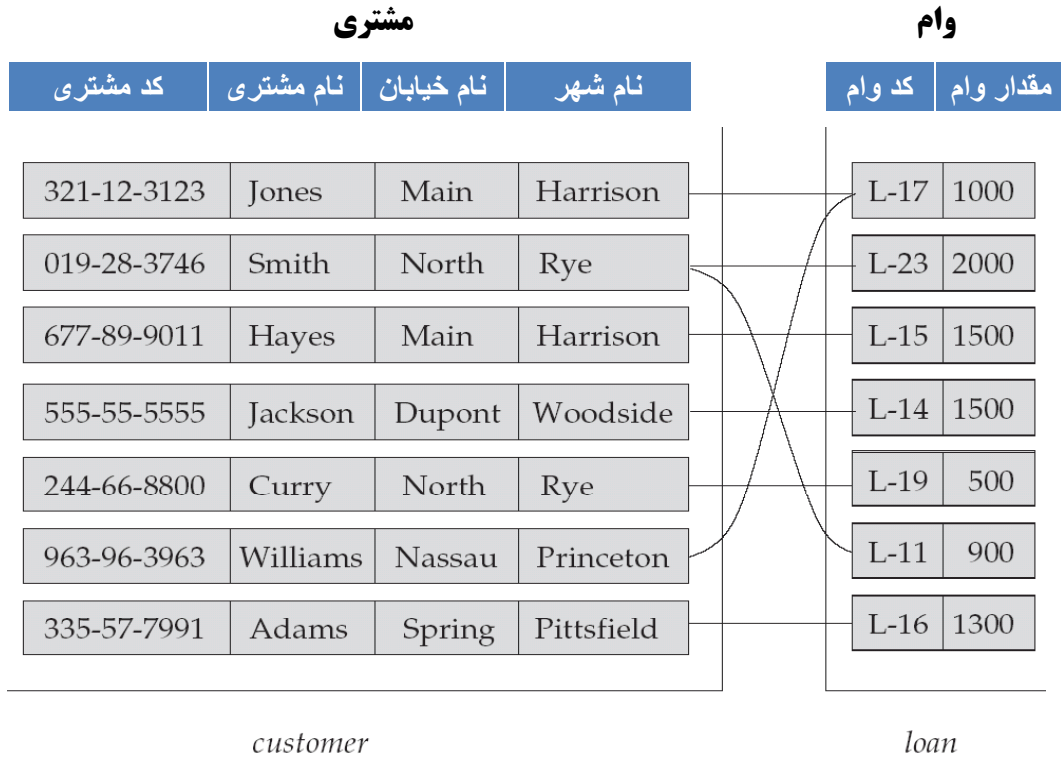 مشتری وام
کد مشتری نام مشتری نام خیابان نام شهر کد وام مقدار وام
321-12-3123 Jones Main Harrison L-17 1000
019-28-3746 Smith North Rye L-23 2000
677-89-9011 Hayes Main Harrison L-15 1500
555-55-5555 Jackson Dupont Woodside L-14 1500
244-66-8800 Curry North Rye L-19 500
963-96-3963 Williams Nassau Princeton L-11 900
335-57-7991 Adams Spring Pittsfield L-16 1300
customer loan